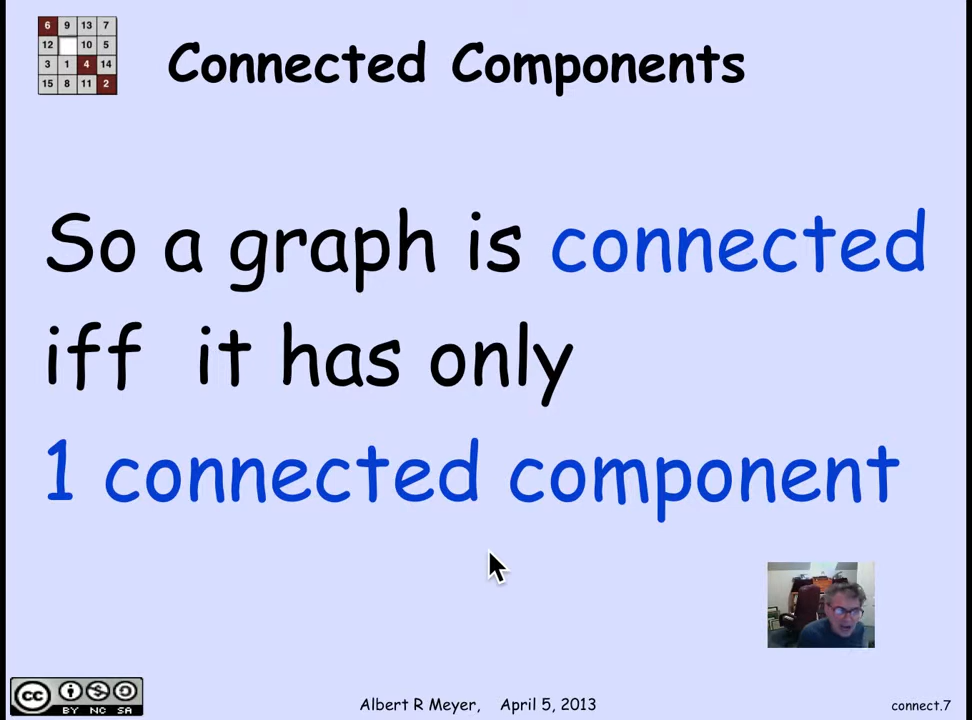 6 9 13 7
12 10 5
3 1 4 14
15 8 11 2
Connected Components
So a graph is connected
iff it has only
1 connected component
cc
BY NC SA
Albert R Meyer, April 5, 2013
connect.7